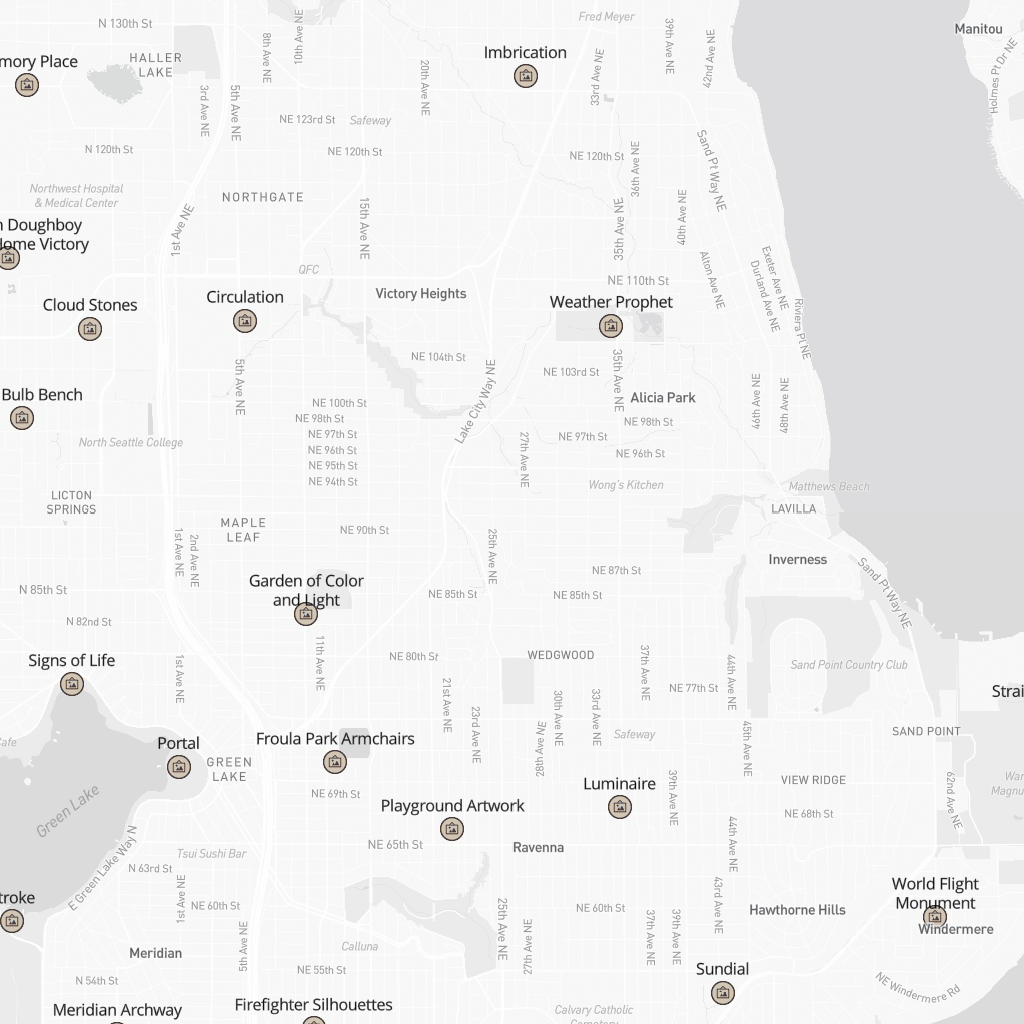 Fred Meyer
N 130th St
8th Ave NE
10th Ave NE
39th Ave NE
42nd Ave NE
Manitou
Holmes Pt Dr NE
Imbrication
mory Place
HALLER
LAKE
20th Ave NE
33rd Ave NE
3rd Ave NE
5th Ave NE
NE 123rd St
Safeway
N 120th St
NE 120th St
NE 120th St
36th Ave NE
Sand Pt Way NE
Northwest Hospital
& Medical Center
NORTHGATE
1st Ave NE
15th Ave NE
35th Ave NE
40th Ave NE
n Doughboy
Home Victory
QFC
NE 110th St
Alton Ave NE
Exeter Ave NE
Durland Ave NE
Riviera Pl NE
Cloud Stones
Circulation
Victory Heights
Weather Prophet
NE 104th St
NE 103rd St
5th Ave NE
Lake City Way NE
35th Ave NE
46th Ave NE
48th Ave NE
Bulb Bench
Alicia Park
NE 100th St
NE 98th St
NE 97th St
NE 96th St
NE 95th St
NE 94th St
NE 98th St
NE 97th St
NE 96th St
27th Ave NE
North Seattle College
Wong's Kitchen
Matthews Beach
LAVILLA
LICTON
SPRINGS
MAPLE
LEAF
NE 90th St
1st Ave NE
2nd Ave NE
25th Ave NE
Inverness
NE 87th St
Sand Pt Way NE
N 85th St
NE 85th St
NE 85th St
Garden of Color
and Light
N 82nd St
Signs of Life
1st Ave NE
11th Ave NE
NE 80th St
WEDGWOOD
37th Ave NE
44th Ave NE
Sand Point Country Club
NE 77th St
21st Ave NE
23rd Ave NE
30th Ave NE
33rd Ave NE
28th Ave NE
45th Ave NE
Strai
SAND POINT
Safeway
Cafe
Portal
GREEN
LAKE
Froula Park Armchairs
Luminaire
39th Ave NE
VIEW RIDGE
62nd Ave NE
War
Magnu
NE 69th St
Green Lake
Playground Artwork
NE 68th St
NE 65th St
Ravenna
44th Ave NE
E Green Lake Way N
Tsui Sushi Bar
N 63rd St
1st Ave NE
NE 60th St
NE 60th St
43rd Ave NE
troke
World Flight
Monument
Windermere
Hawthorne Hills
5th Ave NE
25th Ave NE
27th Ave NE
37th Ave NE
39th Ave NE
Meridian
Calluna
NE 55th St
N 54th St
Sundial
NE Windermere Rd
Meridian Archway
Firefighter Silhouettes
Calvary Catholic
Cemetery